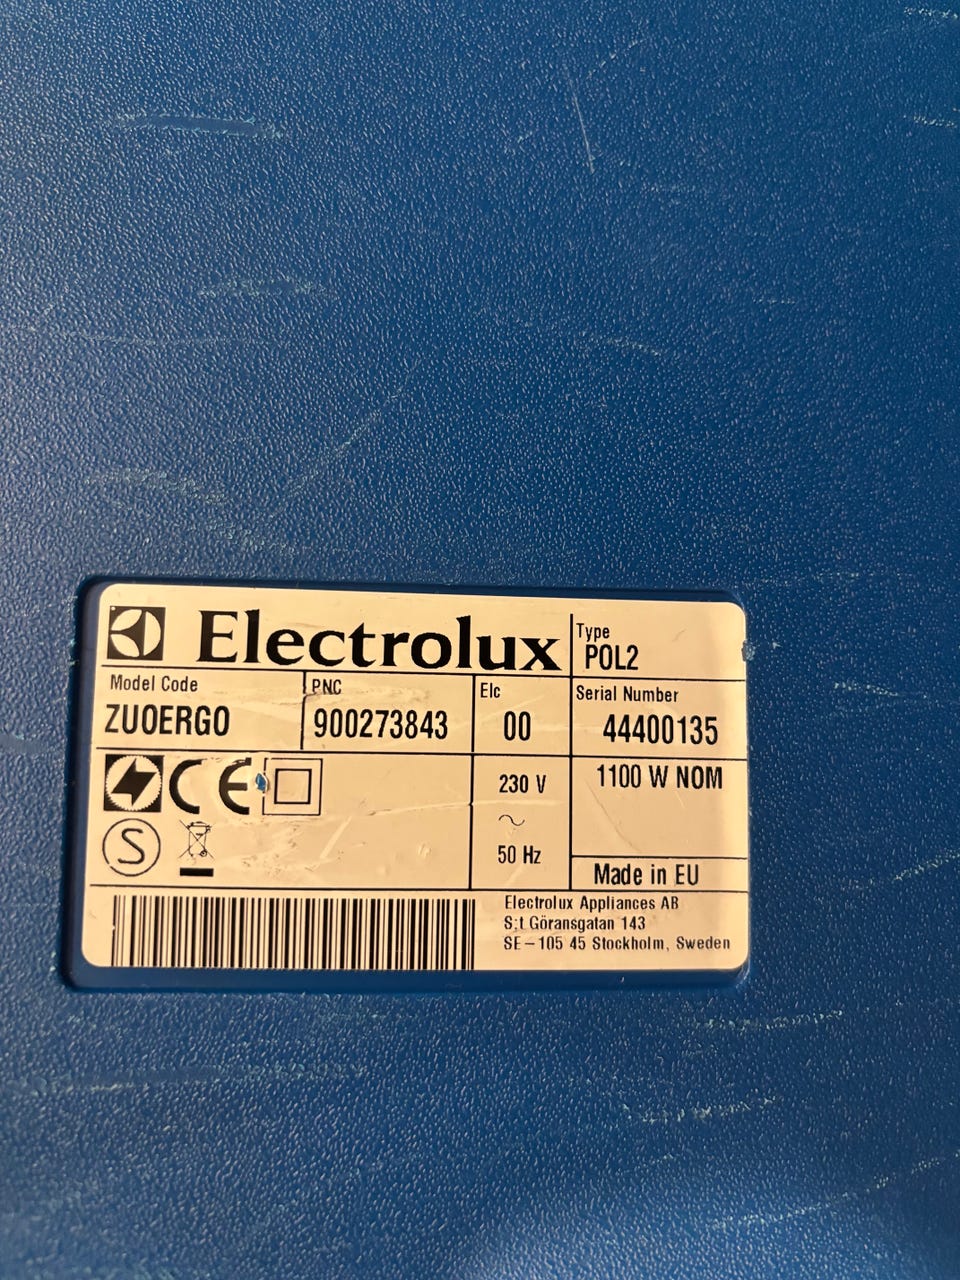 Electrolux
Type
POL2
Model Code
ZUOERGO
PNC
900273843
Elc
00
Serial Number
44400135
CE
S
230 V
~
50 Hz
1100 W NOM
Made in EU
Electrolux Appliances AB
S:t Göransgatan 143
SE-105 45 Stockholm, Sweden